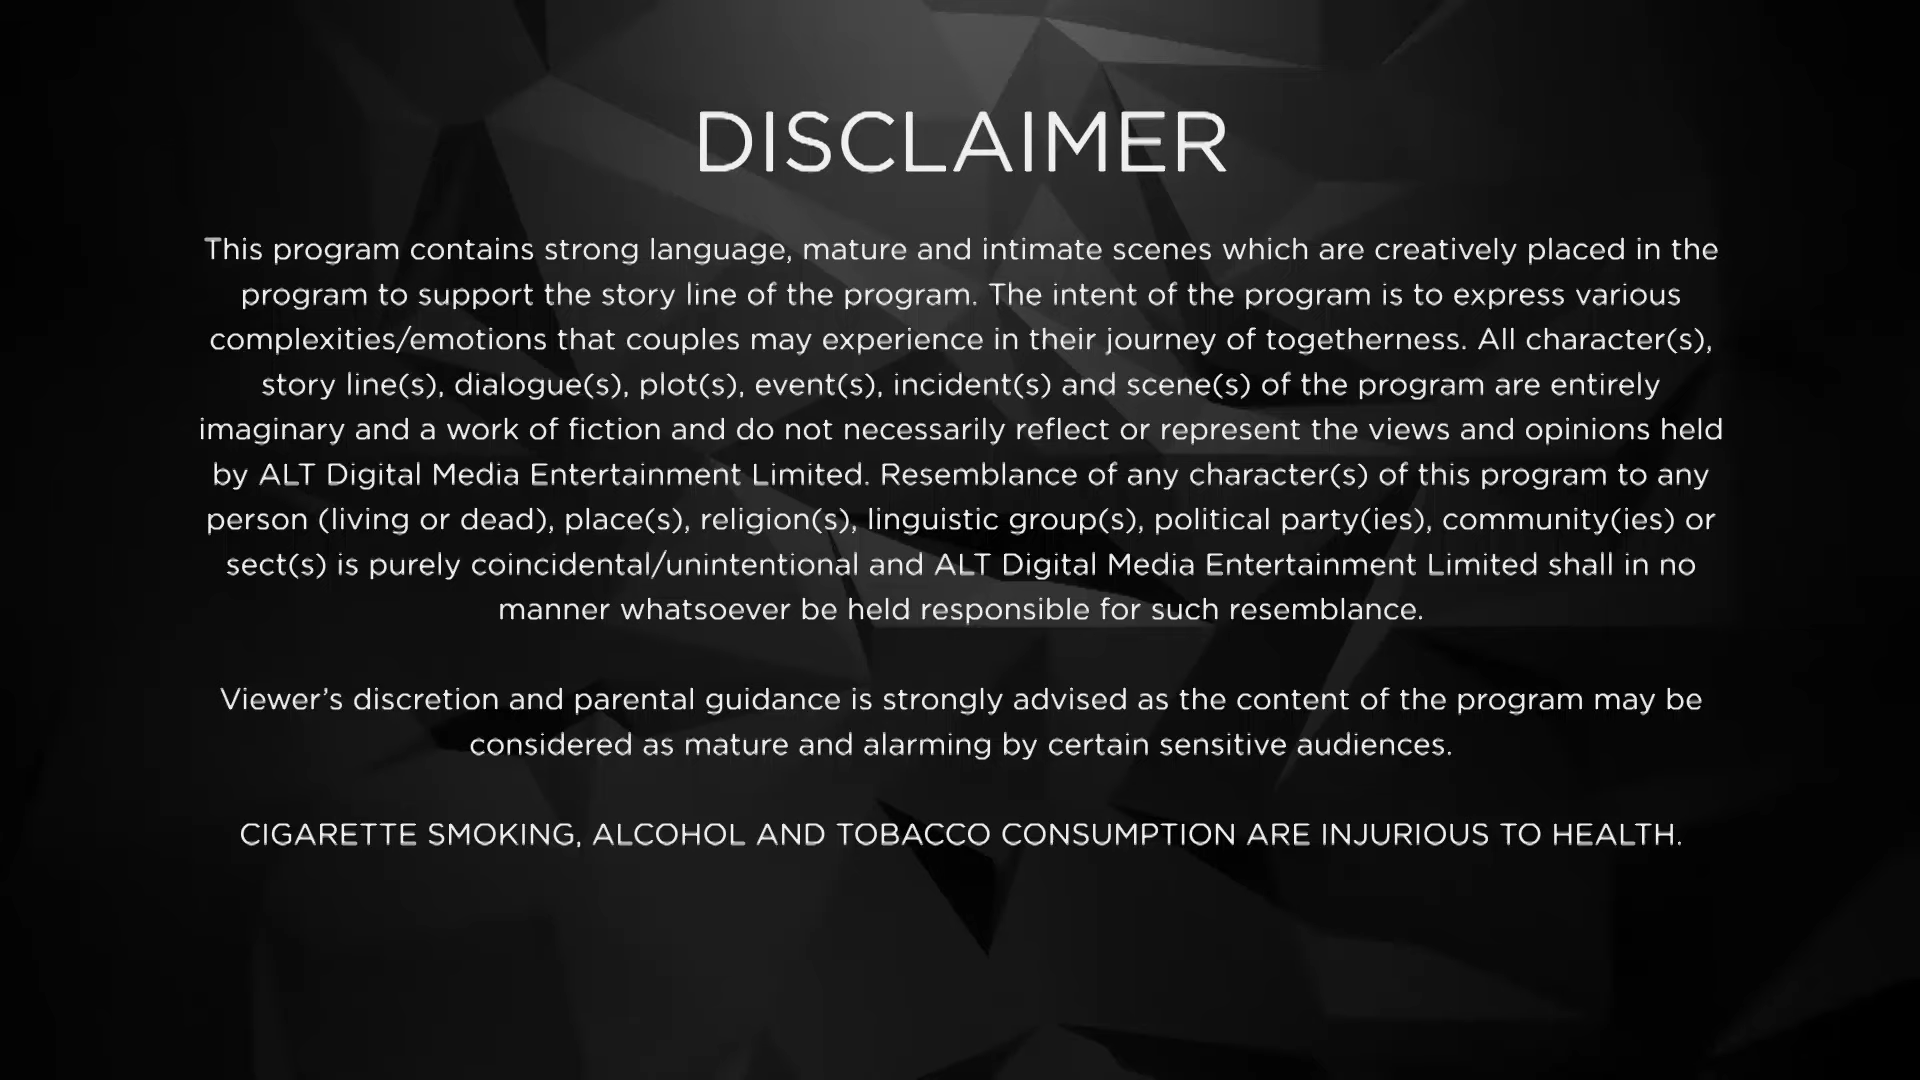 DISCLAIMER
This program contains strong language, mature and intimate scenes which are creatively placed in the
program to support the story line of the program. The intent of the program is to express various
complexities/emotions that couples may experience in their journey of togetherness. All character(s),
story line(s), dialogue(s), plot(s), event(s), incident(s) and scene(s) of the program are entirely
imaginary and a work of fiction and do not necessarily reflect or represent the views and opinions held
by ALT Digital Media Entertainment Limited. Resemblance of any character(s) of this program to any
person (living or dead), place(s), religion(s), linguistic group(s), political party(ies), community(ies) or
sect(s) is purely coincidental/unintentional and ALT Digital Media Entertainment Limited shall in no
manner whatsoever be held responsible for such resemblance.
Viewer’s discretion and parental guidance is strongly advised as the content of the program may be
considered as mature and alarming by certain sensitive audiences.
CIGARETTE SMOKING, ALCOHOL AND TOBACCO CONSUMPTION ARE INJURIOUS TO HEALTH.